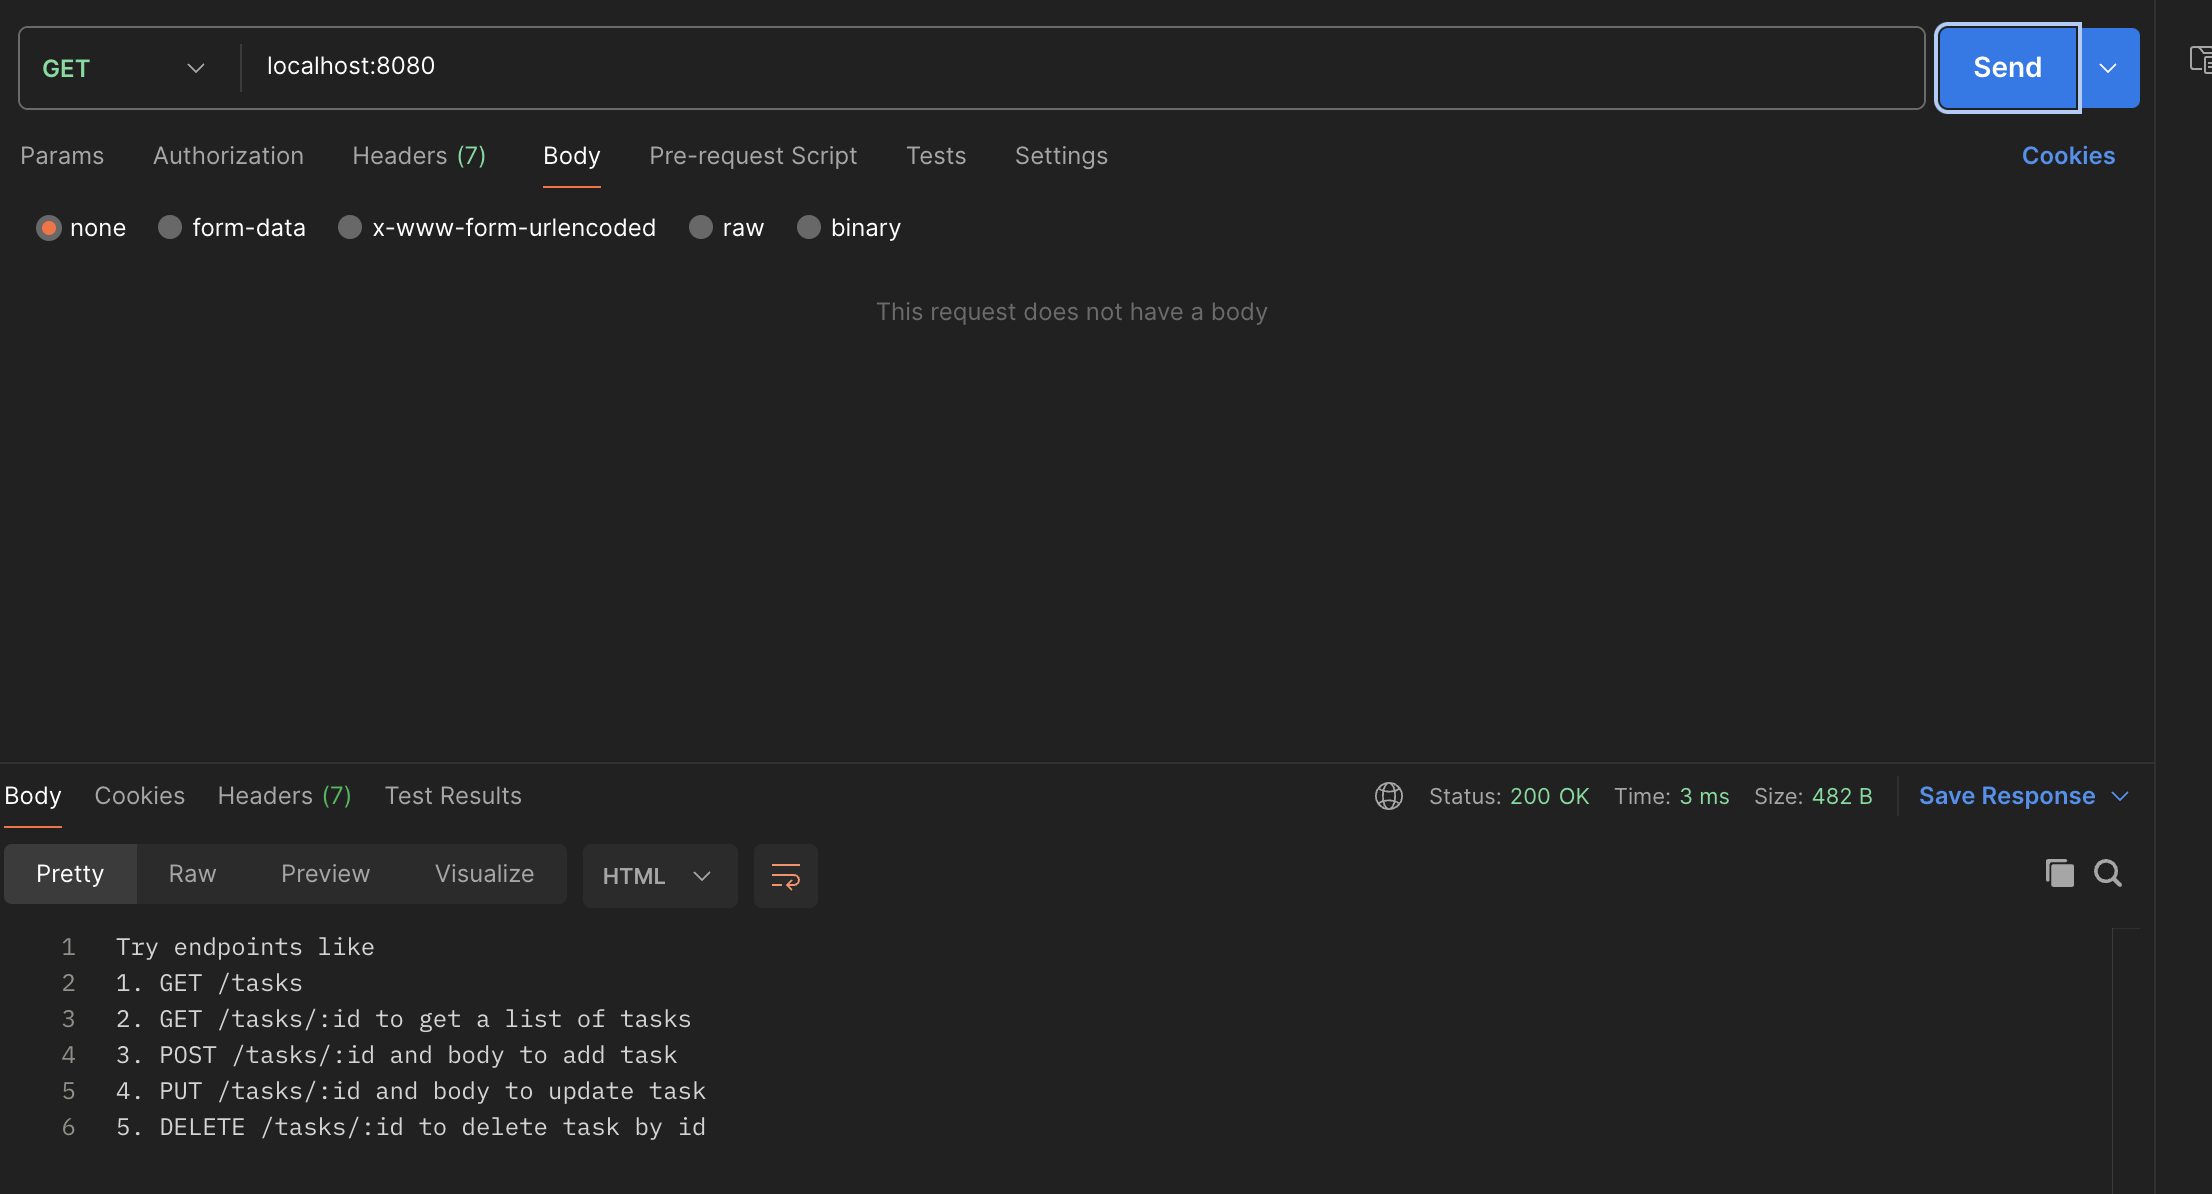 GET localhost:8080 Send
Params Authorization Headers (7) Body Pre-request Script Tests Settings Cookies
none form-data x-www-form-urlencoded raw binary
This request does not have a body
Body Cookies Headers (7) Test Results Status: 200 OK Time: 3 ms Size: 482 B Save Response
Pretty Raw Preview Visualize HTML
1 Try endpoints like
2 1. GET /tasks
3 2. GET /tasks/:id to get a list of tasks
4 3. POST /tasks/:id and body to add task
5 4. PUT /tasks/:id and body to update task
6 5. DELETE /tasks/:id to delete task by id